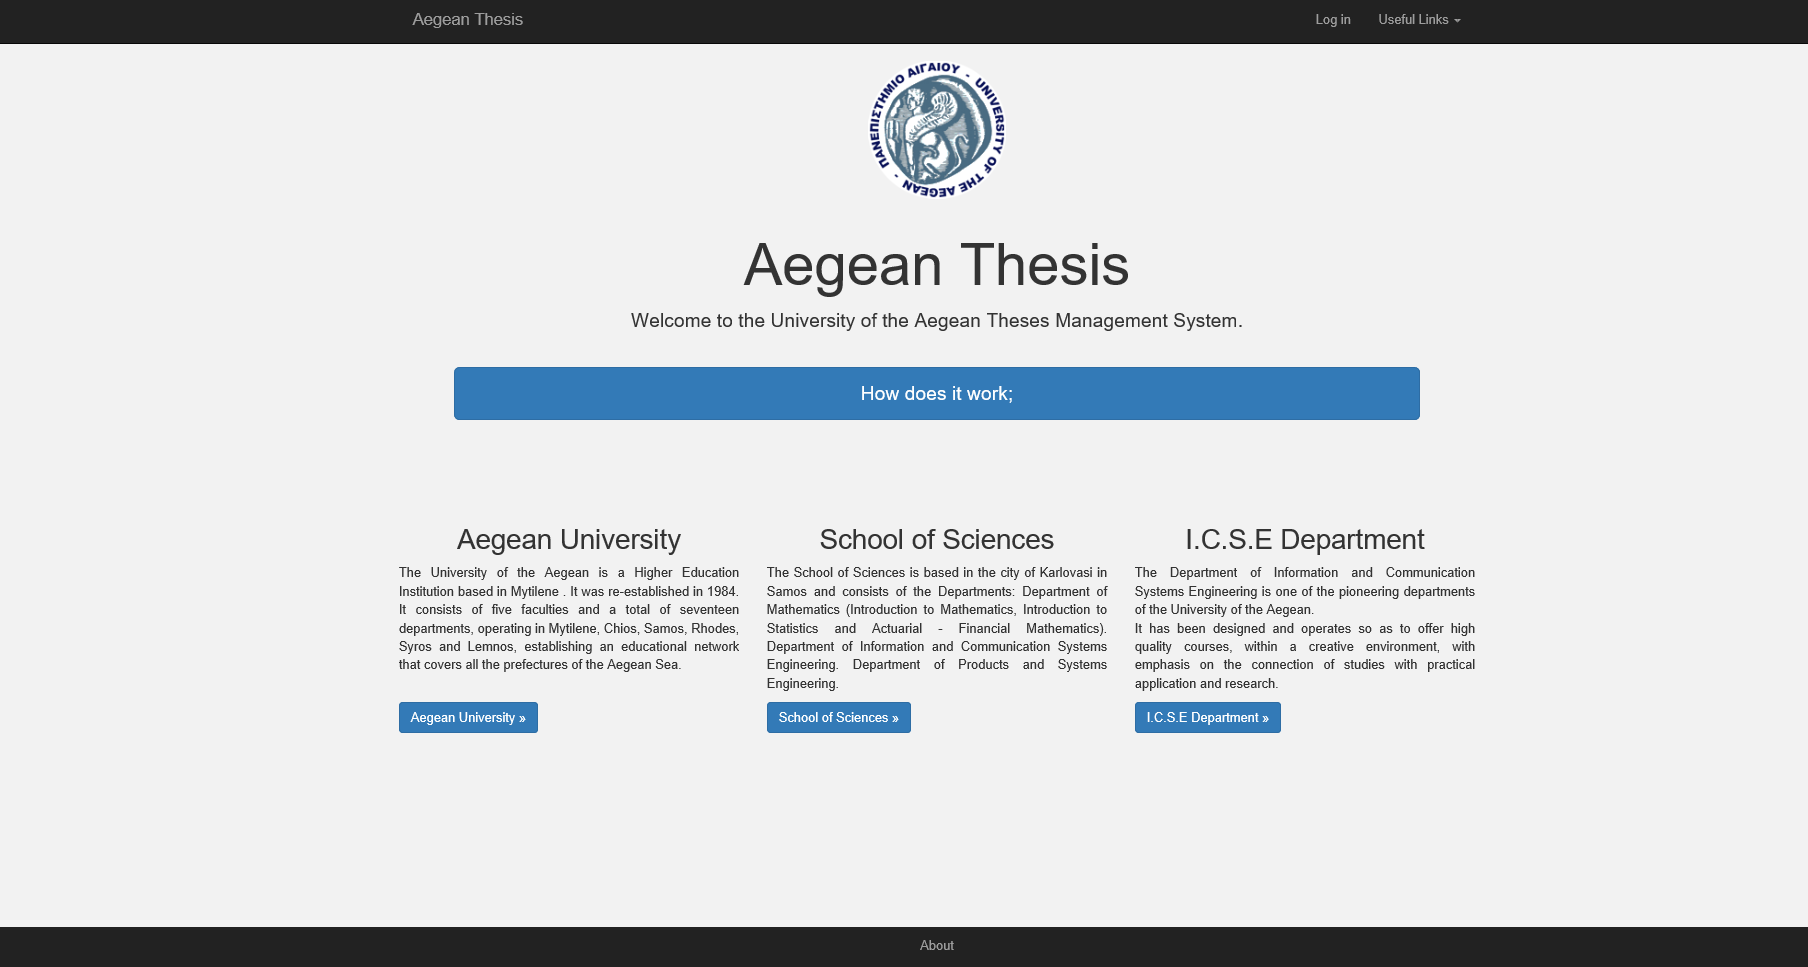 Aegean Thesis
Log in
Useful Links
ΠΑΝΕΠΙΣΤΗΜΙΟ ΑΙΓΑΙΟΥ - UNIVERSITY OF THE AEGEAN -
Aegean Thesis
Welcome to the University of the Aegean Theses Management System.
How does it work;
Aegean University
The University of the Aegean is a Higher Education
Institution based in Mytilene . It was re-established in 1984.
It consists of five faculties and a total of seventeen
departments, operating in Mytilene, Chios, Samos, Rhodes,
Syros and Lemnos, establishing an educational network
that covers all the prefectures of the Aegean Sea.
Aegean University »
School of Sciences
The School of Sciences is based in the city of Karlovasi in
Samos and consists of the Departments: Department of
Mathematics (Introduction to Mathematics, Introduction to
Statistics and Actuarial - Financial Mathematics).
Department of Information and Communication Systems
Engineering. Department of Products and Systems
Engineering.
School of Sciences »
I.C.S.E Department
The Department of Information and Communication
Systems Engineering is one of the pioneering departments
of the University of the Aegean.
It has been designed and operates so as to offer high
quality courses, within a creative environment, with
emphasis on the connection of studies with practical
application and research.
I.C.S.E Department »
About